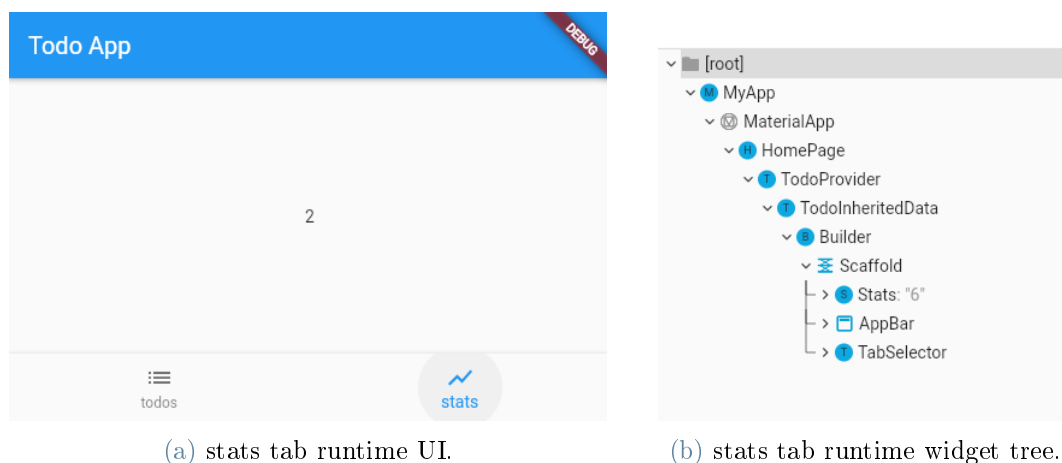 Todo App
DEBUG
2
todos
stats
(a) stats tab runtime UI.
[root]
M MyApp
MaterialApp
H HomePage
T TodoProvider
T TodoInheritedData
B Builder
Scaffold
S Stats: "6"
AppBar
T TabSelector
(b) stats tab runtime widget tree.